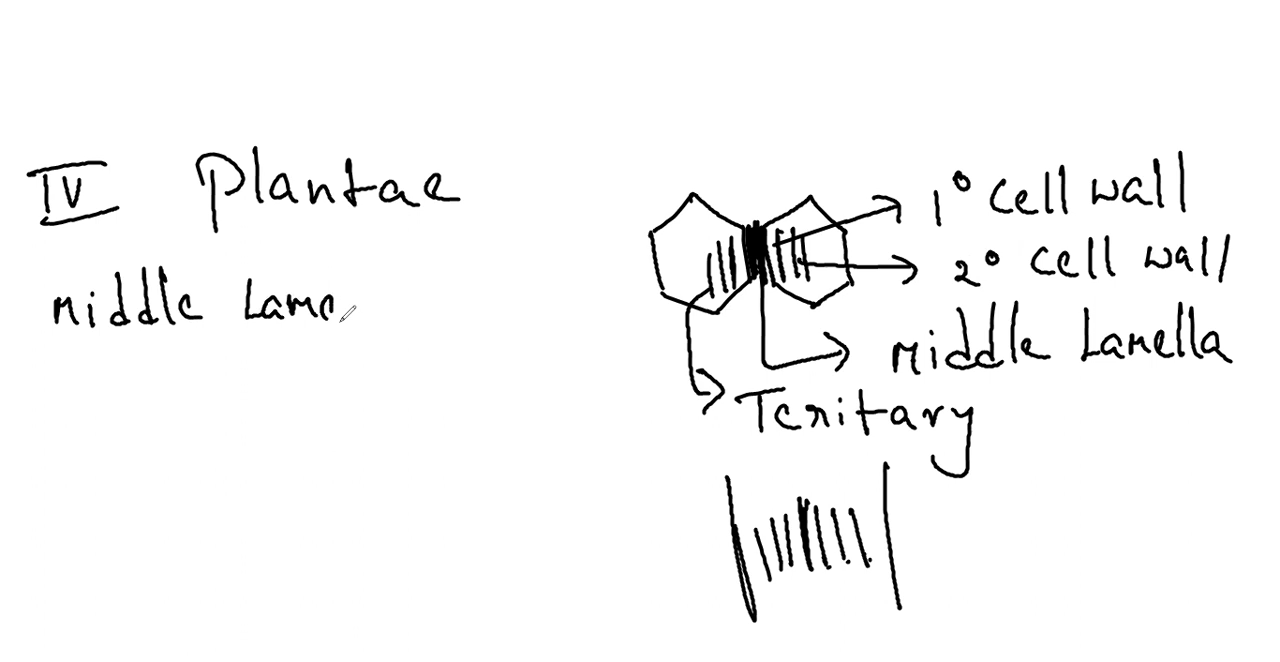 IV Plantae
Middle Lame
1° cell wall
2° cell wall
Middle Lamella
Teritary